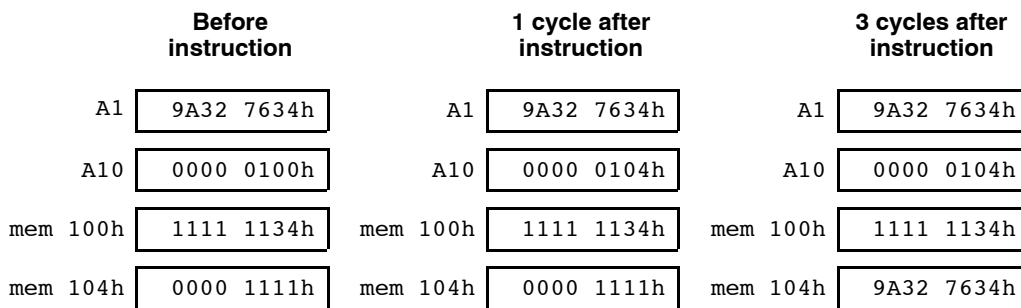 Before instruction
1 cycle after instruction
3 cycles after instruction
A1 9A32 7634h A1 9A32 7634h A1 9A32 7634h
A10 0000 0100h A10 0000 0104h A10 0000 0104h
mem 100h 1111 1134h mem 100h 1111 1134h mem 100h 1111 1134h
mem 104h 0000 1111h mem 104h 0000 1111h mem 104h 9A32 7634h